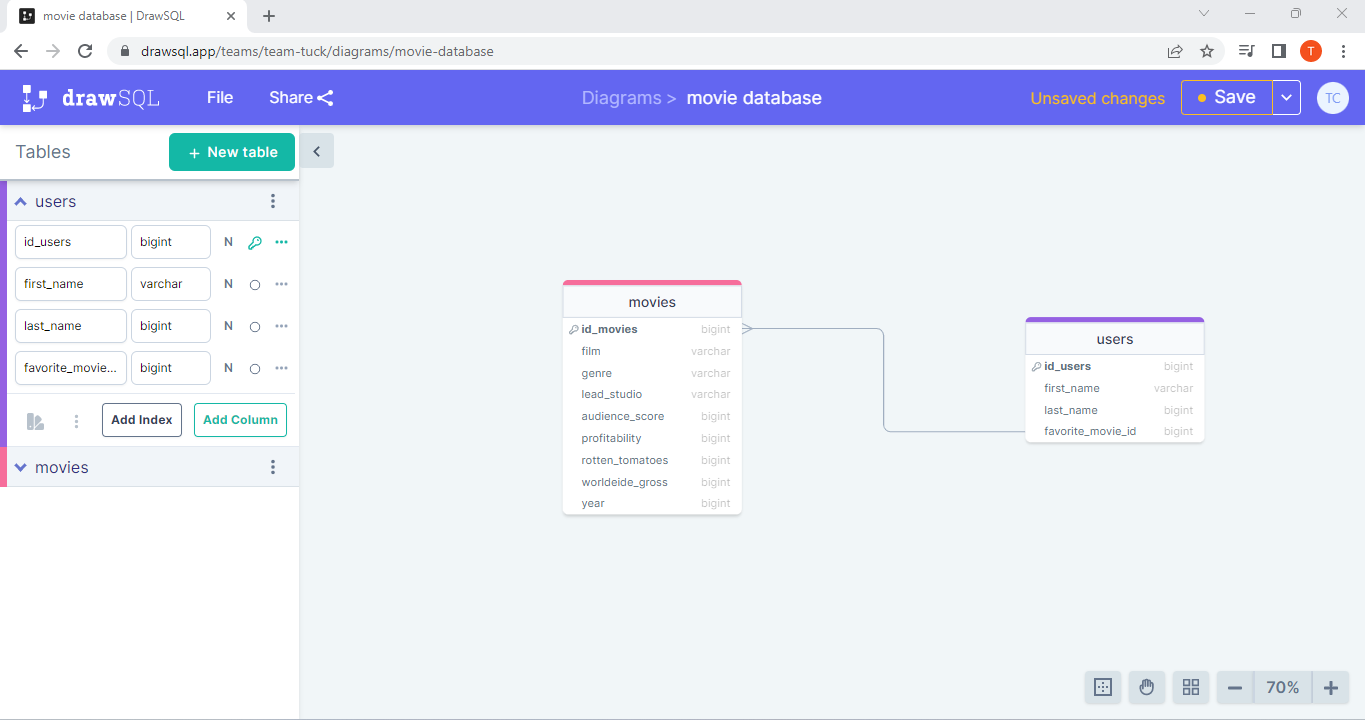 movie database | DrawSQL
drawsql.app/teams/team-tuck/diagrams/movie-database
T
drawSQL
File
Share
Diagrams > movie database
Unsaved changes
Save
TC
Tables
+ New table
users
id_users bigint N
first_name varchar N
last_name bigint N
favorite_movie... bigint N
Add Index
Add Column
movies
movies
id_movies bigint
film varchar
genre varchar
lead_studio varchar
audience_score bigint
profitability bigint
rotten_tomatoes bigint
worldeide_gross bigint
year bigint
users
id_users bigint
first_name varchar
last_name bigint
favorite_movie_id bigint
70%